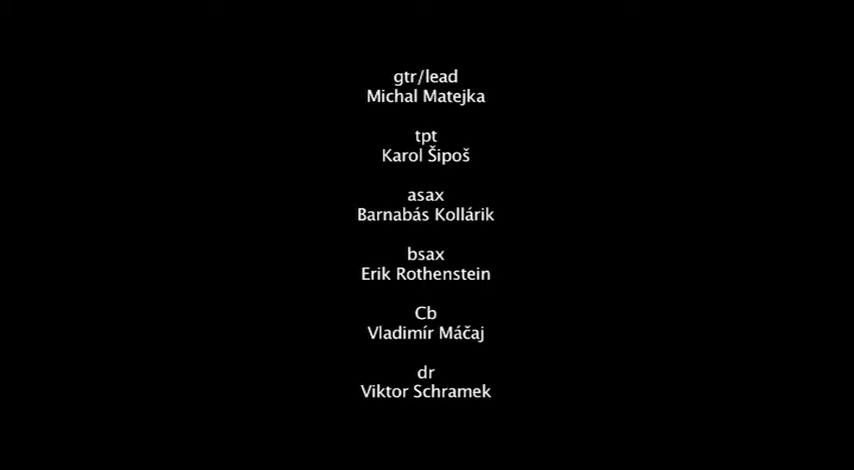 gtr/lead
Michal Matejka
tpt
Karol Šipoš
asax
Barnabás Kollárik
bsax
Erik Rothenstein
Cb
Vladimír Máčaj
dr
Viktor Schramek